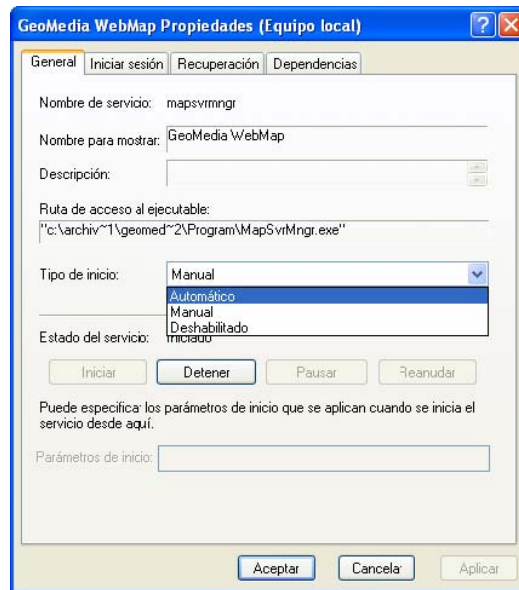 GeoMedia WebMap Propiedades (Equipo local)
General Iniciar sesión Recuperación Dependencias
Nombre de servicio: mapsvrmngr
Nombre para mostrar: GeoMedia WebMap
Descripción:
Ruta de acceso al ejecutable:
"c:\archiv~1\geomed~2\Program\MapSvrMngr.exe"
Tipo de inicio: Manual
Automático
Manual
Deshabilitado
Estado del servicio: Iniciado
Iniciar Detener Pausar Reanudar
Puede especifica los parámetros de inicio que se aplican cuando se inicia el
servicio desde aquí.
Parámetros de inicio:
Aceptar Cancela Aplicar